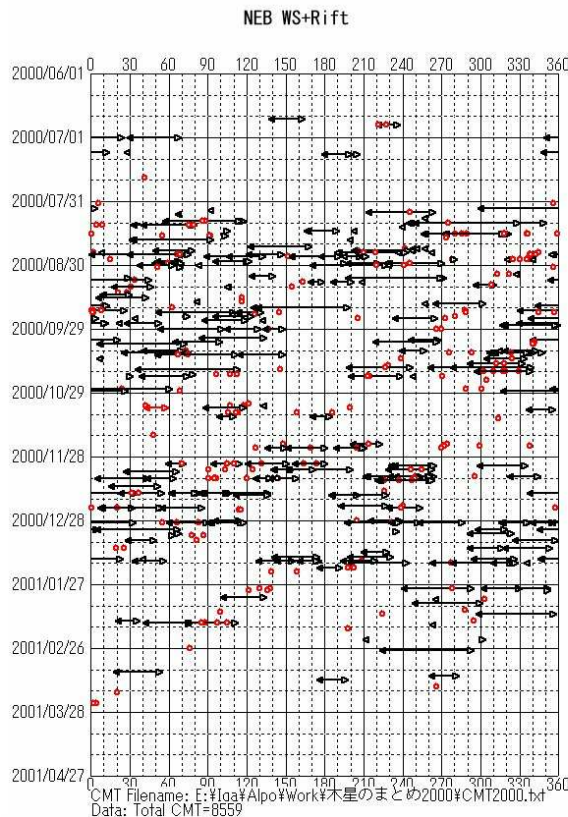 NEB WS+Rift
0 30 60 90 120 150 180 210 240 270 300 330 360
2000/06/01
2000/07/01
2000/07/31
2000/08/30
2000/09/29
2000/10/29
2000/11/28
2000/12/28
2001/01/27
2001/02/26
2001/03/28
2001/04/27
0 30 60 90 120 150 180 210 240 270 300 330 360
CMT Filename: E:¥Iga¥Alpo¥Work¥木星のまとめ2000¥CMT2000.txt
Data: Total CMT=8559